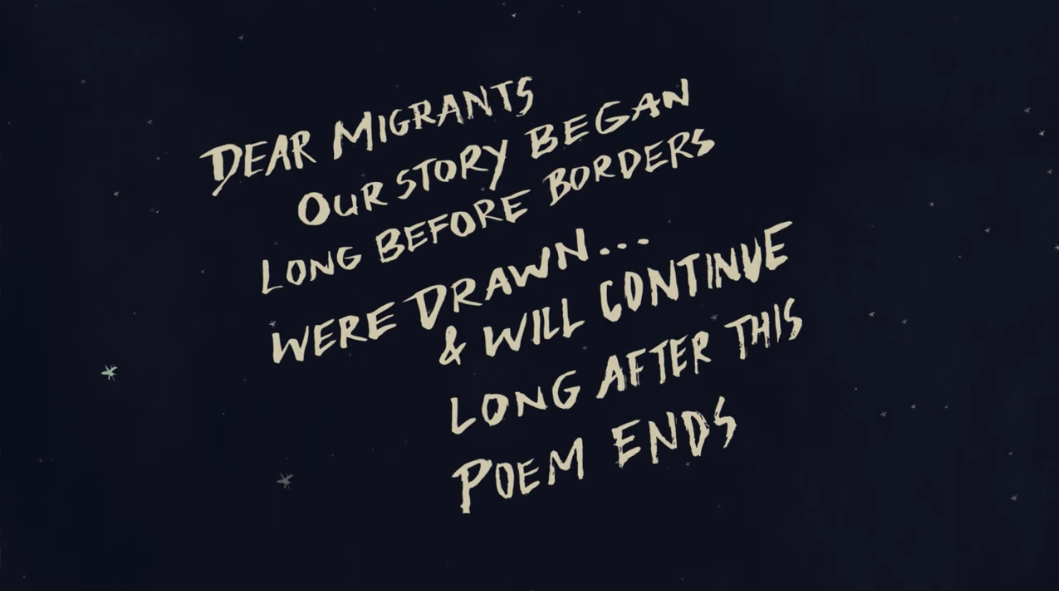 DEAR MIGRANTS
OUR STORY BEGAN
LONG BEFORE BORDERS
WERE DRAWN...
& WILL CONTINUE
LONG AFTER THIS
POEM ENDS